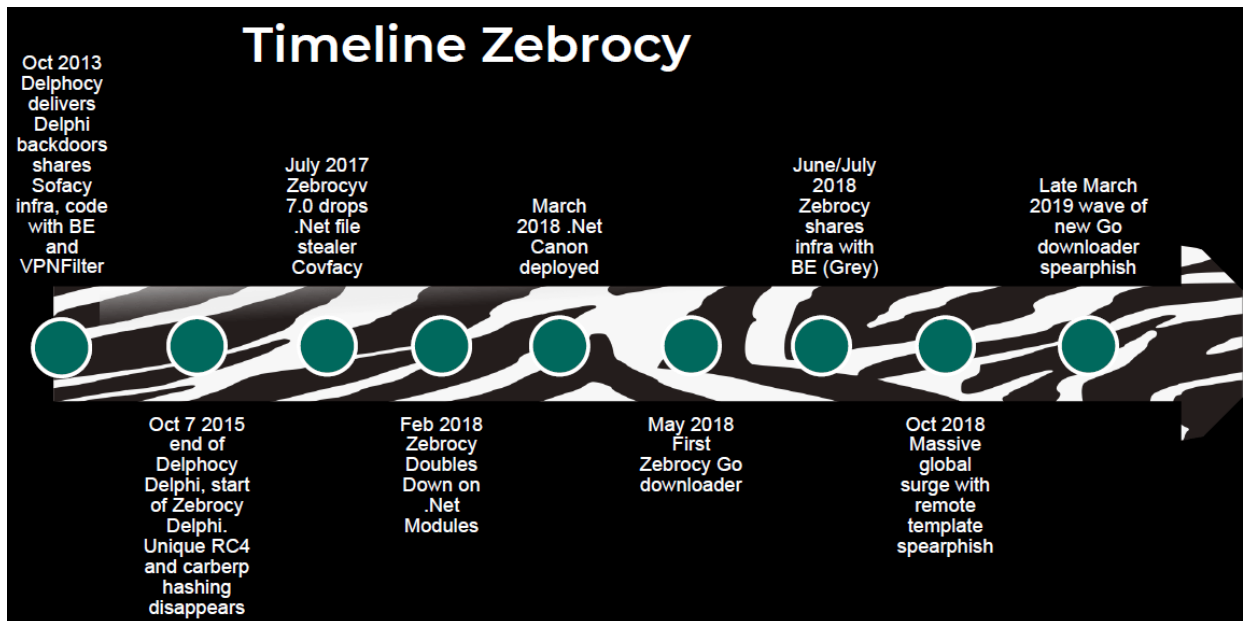 Timeline Zebrocy
Oct 2013
Delphocy
delivers
Delphi
backdoors
shares
Sofacy
infra, code
with BE
and
VPNFilter
Oct 7 2015
end of
Delphocy
Delphi, start
of Zebrocy
Delphi.
Unique RC4
and carberp
hashing
disappears
July 2017
Zebrocyv
7.0 drops
.Net file
stealer
Covfacy
Feb 2018
Zebrocy
Doubles
Down on
.Net
Modules
March
2018 .Net
Canon
deployed
May 2018
First
Zebrocy Go
downloader
June/July
2018
Zebrocy
shares
infra with
BE (Grey)
Oct 2018
Massive
global
surge with
remote
template
spearphish
Late March
2019 wave of
new Go
downloader
spearphish